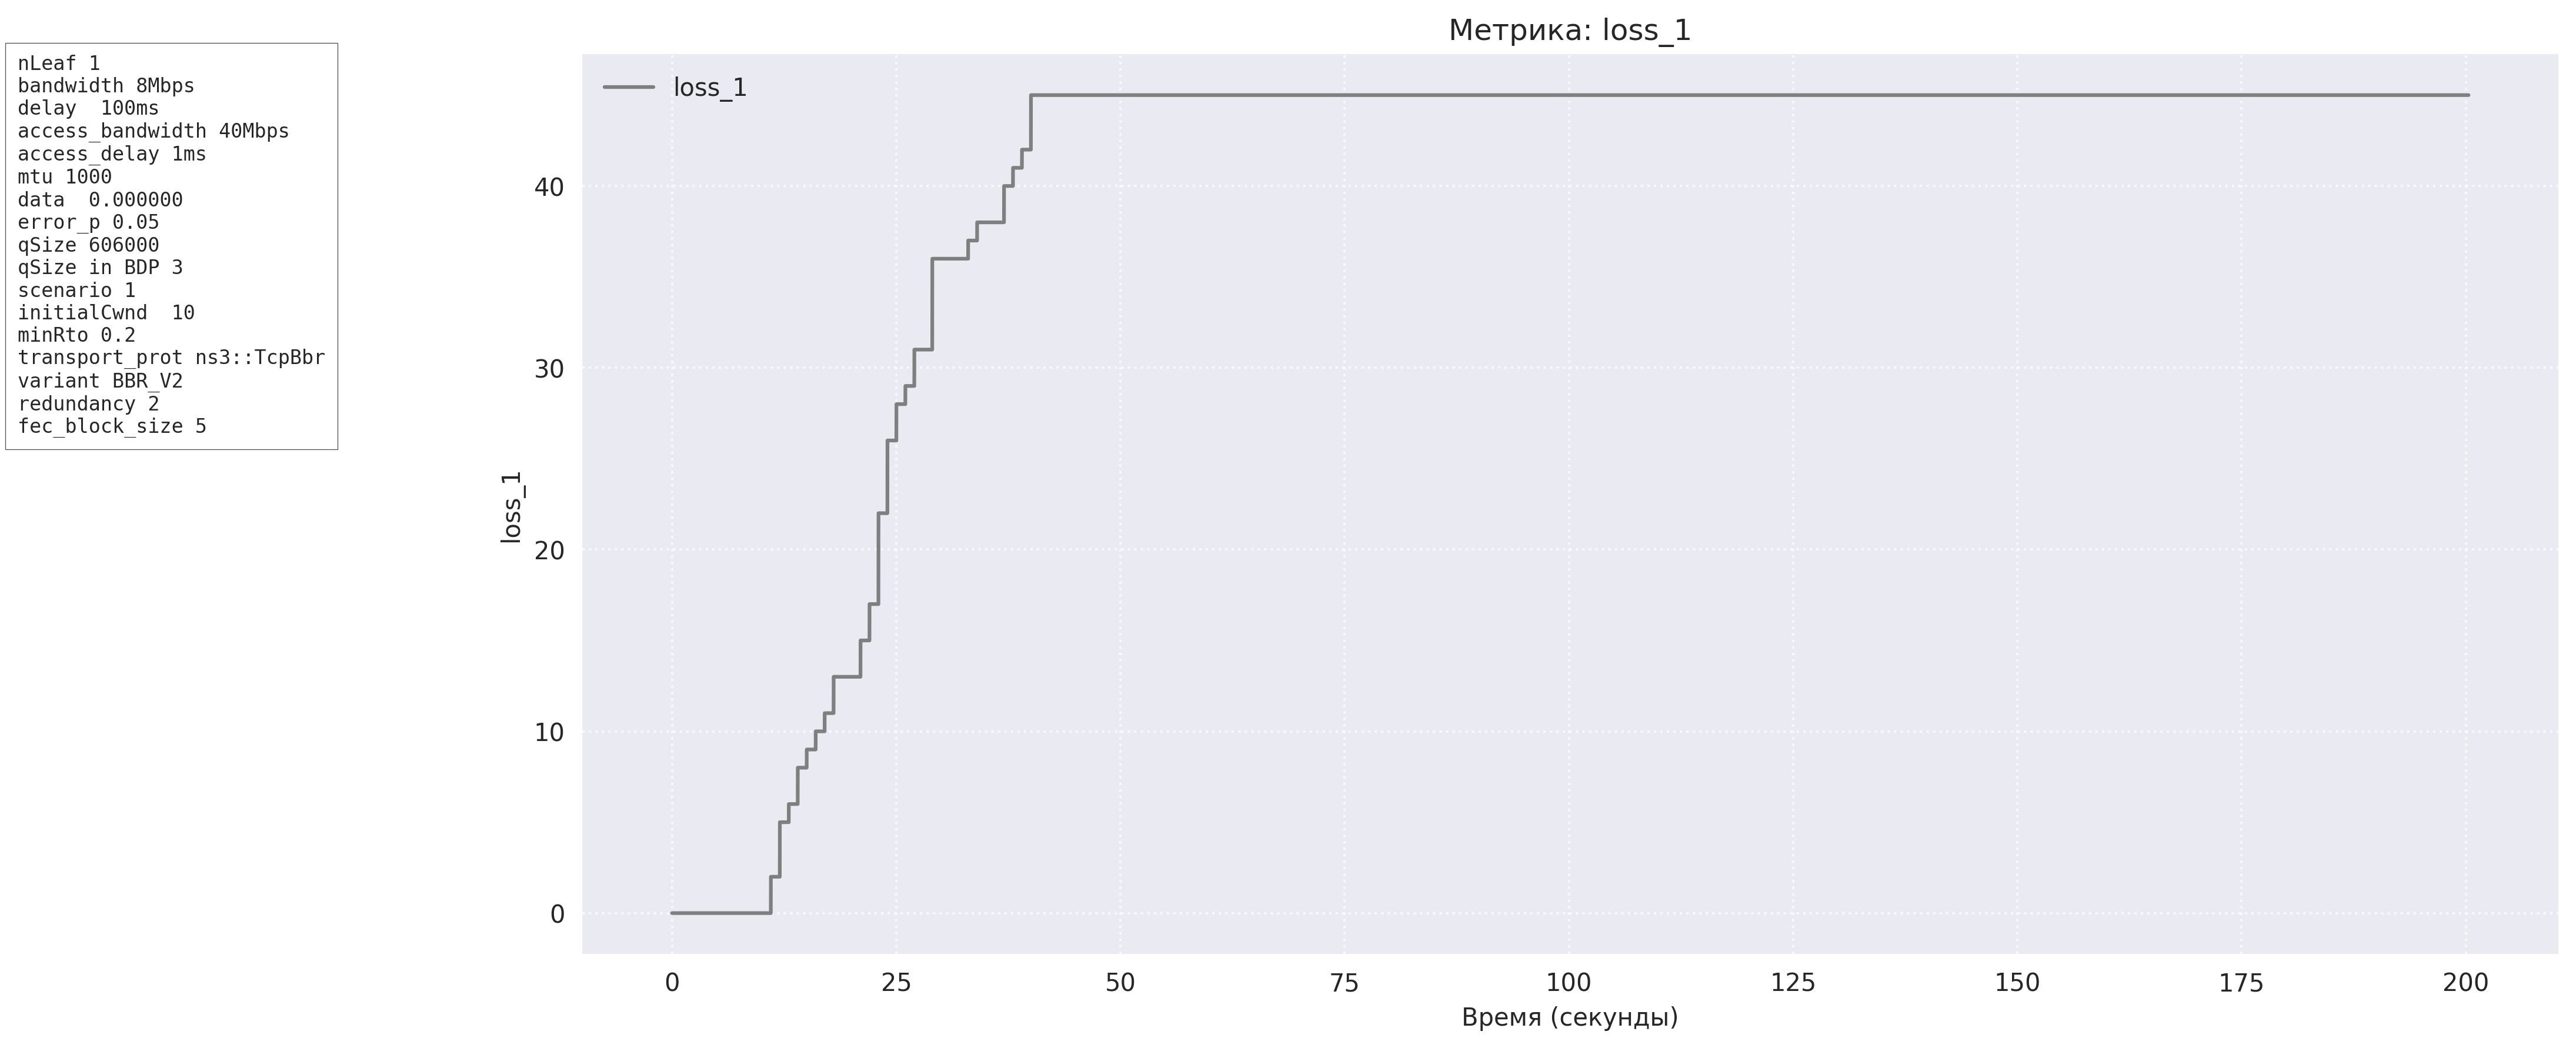 Метрика: loss_1
nLeaf 1
bandwidth 8Mbps
delay  100ms
access_bandwidth 40Mbps
access_delay 1ms
mtu 1000
data  0.000000
error_p 0.05
qSize 606000
qSize in BDP 3
scenario 1
initialCwnd  10
minRto 0.2
transport_prot ns3::TcpBbr
variant BBR_V2
redundancy 2
fec_block_size 5
loss_1
loss_1
40
30
20
10
0
0 25 50 75 100 125 150 175 200
Время (секунды)